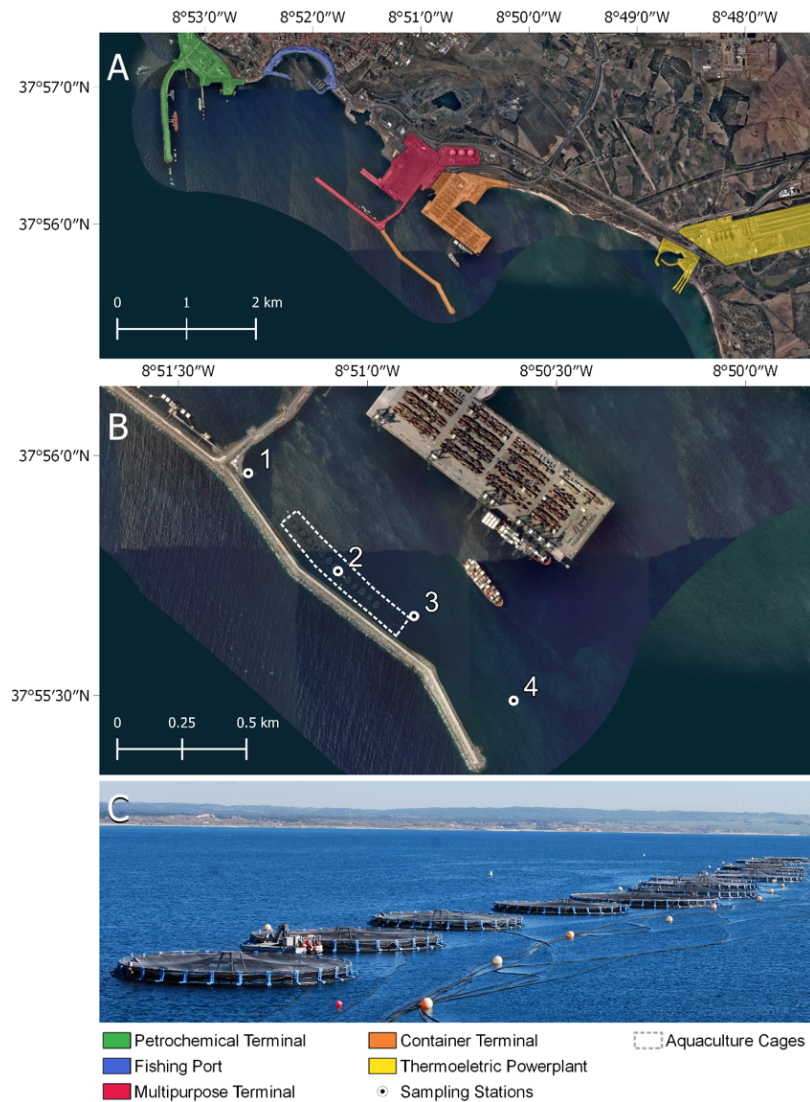 8°53′0″W 8°52′0″W 8°51′0″W 8°50′0″W 8°49′0″W 8°48′0″W
A
37°57′0″N
37°56′0″N
0 1 2 km
8°51′30″W 8°51′0″W 8°50′30″W 8°50′0″W
B
37°56′0″N
1
2
3
4
37°55′30″N
0 0.25 0.5 km
C
Petrochemical Terminal Container Terminal Aquaculture Cages
Fishing Port Thermoeletric Powerplant
Multipurpose Terminal Sampling Stations